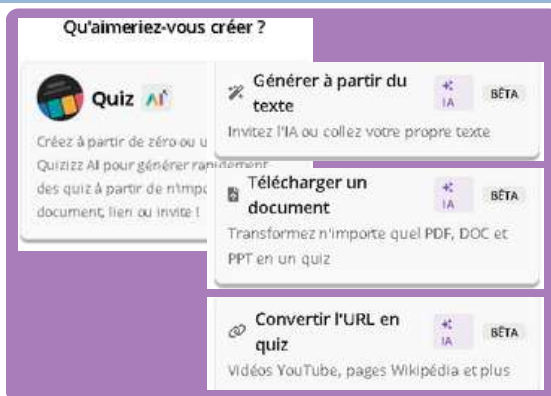 Qu'aimeriez-vous créer ?
Quiz AI
Créez à partir de zéro ou u
Quizizz AI pour générer rapidement
des quiz à partir de n'impo
document, lien ou invite !
Générer à partir du
texte
IA
BÊTA
Invitez l'IA ou collez votre propre texte
Télécharger un
document
IA
BÊTA
Transformez n'importe quel PDF, DOC et
PPT en un quiz
Convertir l'URL en
quiz
IA
BÊTA
Vidéos YouTube, pages Wikipédia et plus